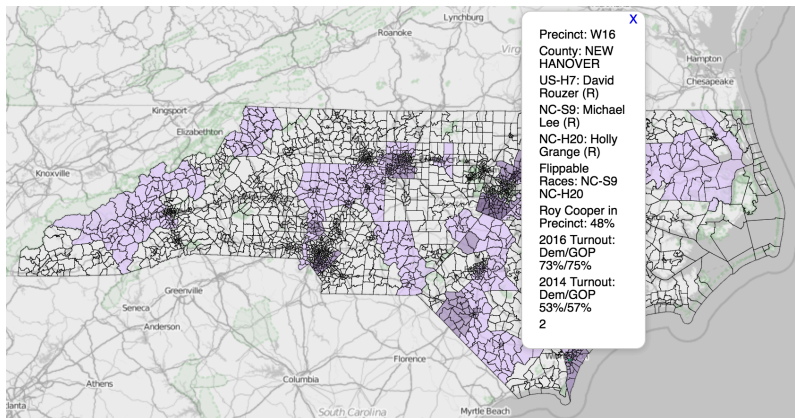 Lynchburg
Roanoke
Virg
Hampton
Chesapeake
Kingsport
Elizabethton
Knoxville
Greenville
Seneca
Anderson
Athens
Columbia
Florence
South Carolina
Myrtle Beach
lanta
X
Precinct: W16
County: NEW
HANOVER
US-H7: David
Rouzer (R)
NC-S9: Michael
Lee (R)
NC-H20: Holly
Grange (R)
Flippable
Races: NC-S9
NC-H20
Roy Cooper in
Precinct: 48%
2016 Turnout:
Dem/GOP
73%/75%
2014 Turnout:
Dem/GOP
53%/57%
2